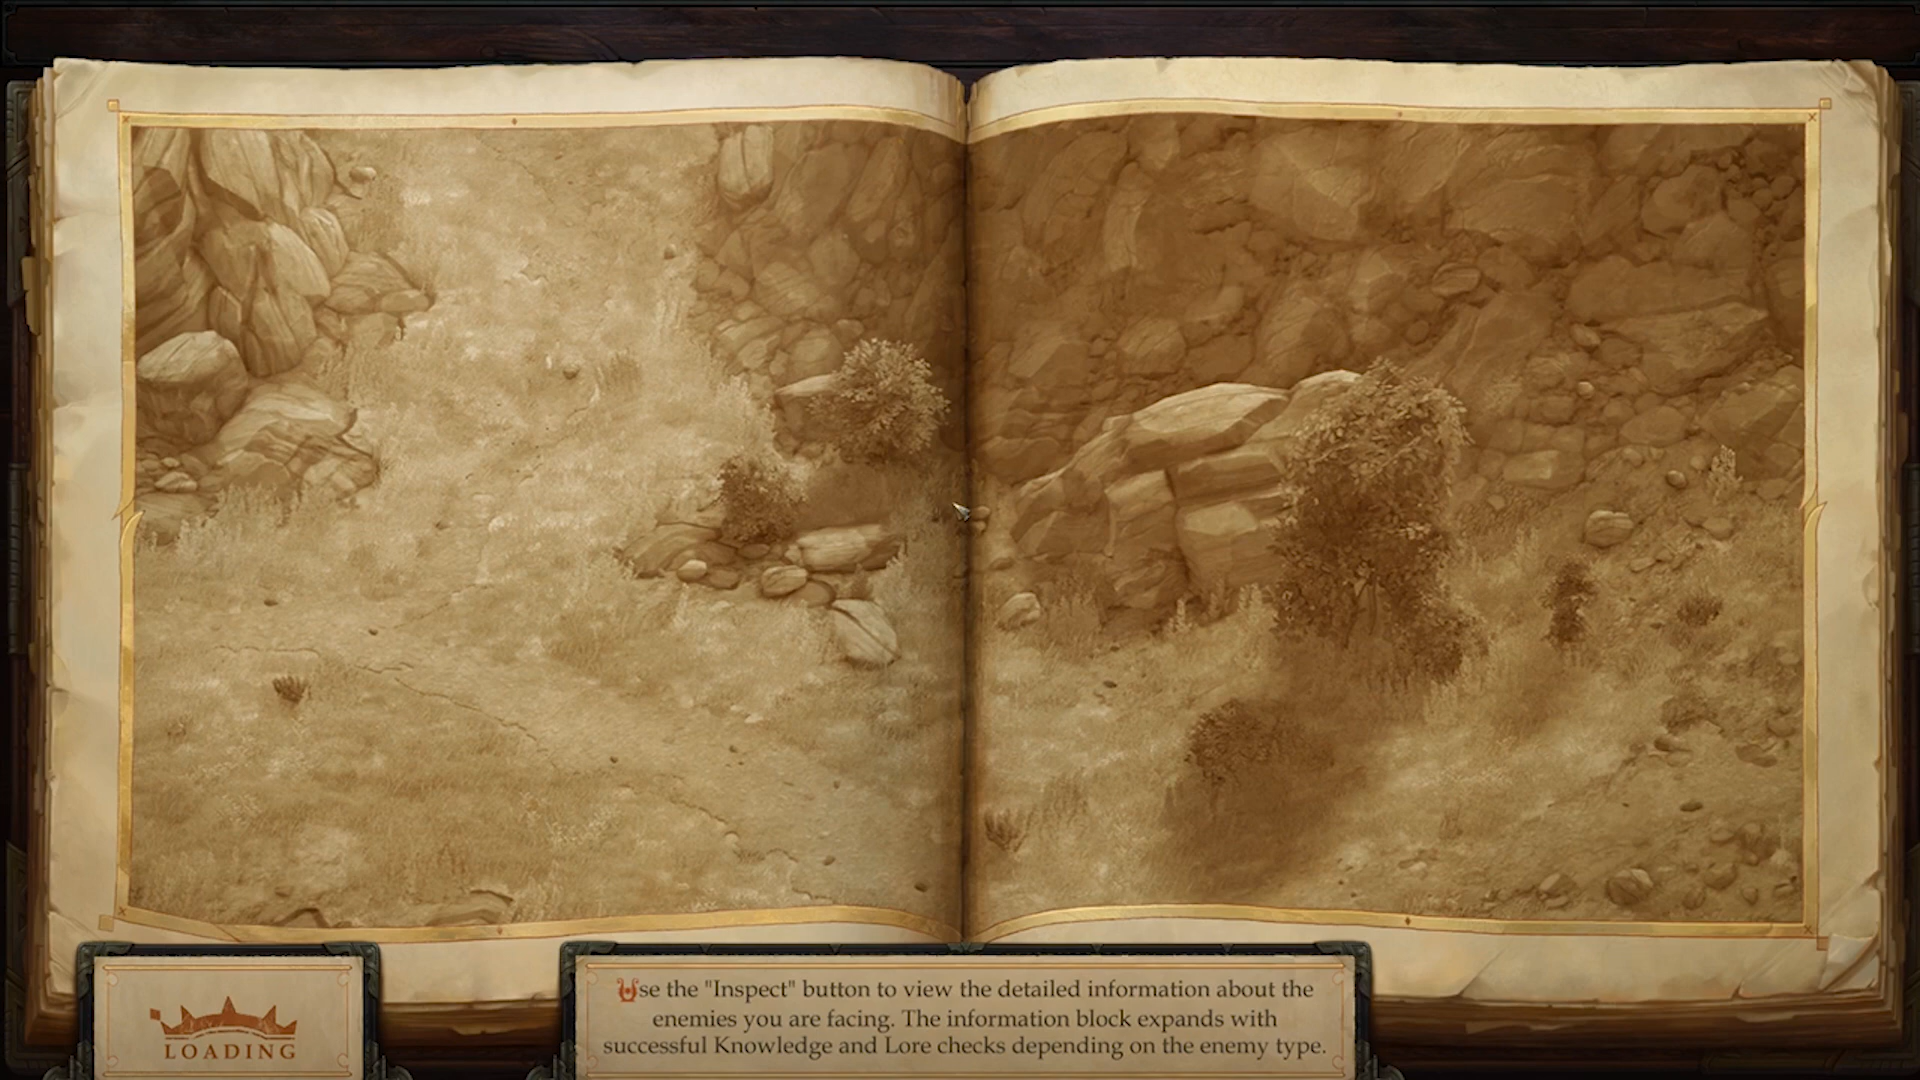 Use the "Inspect" button to view the detailed information about the
enemies you are facing. The information block expands with
successful Knowledge and Lore checks depending on the enemy type.
LOADING